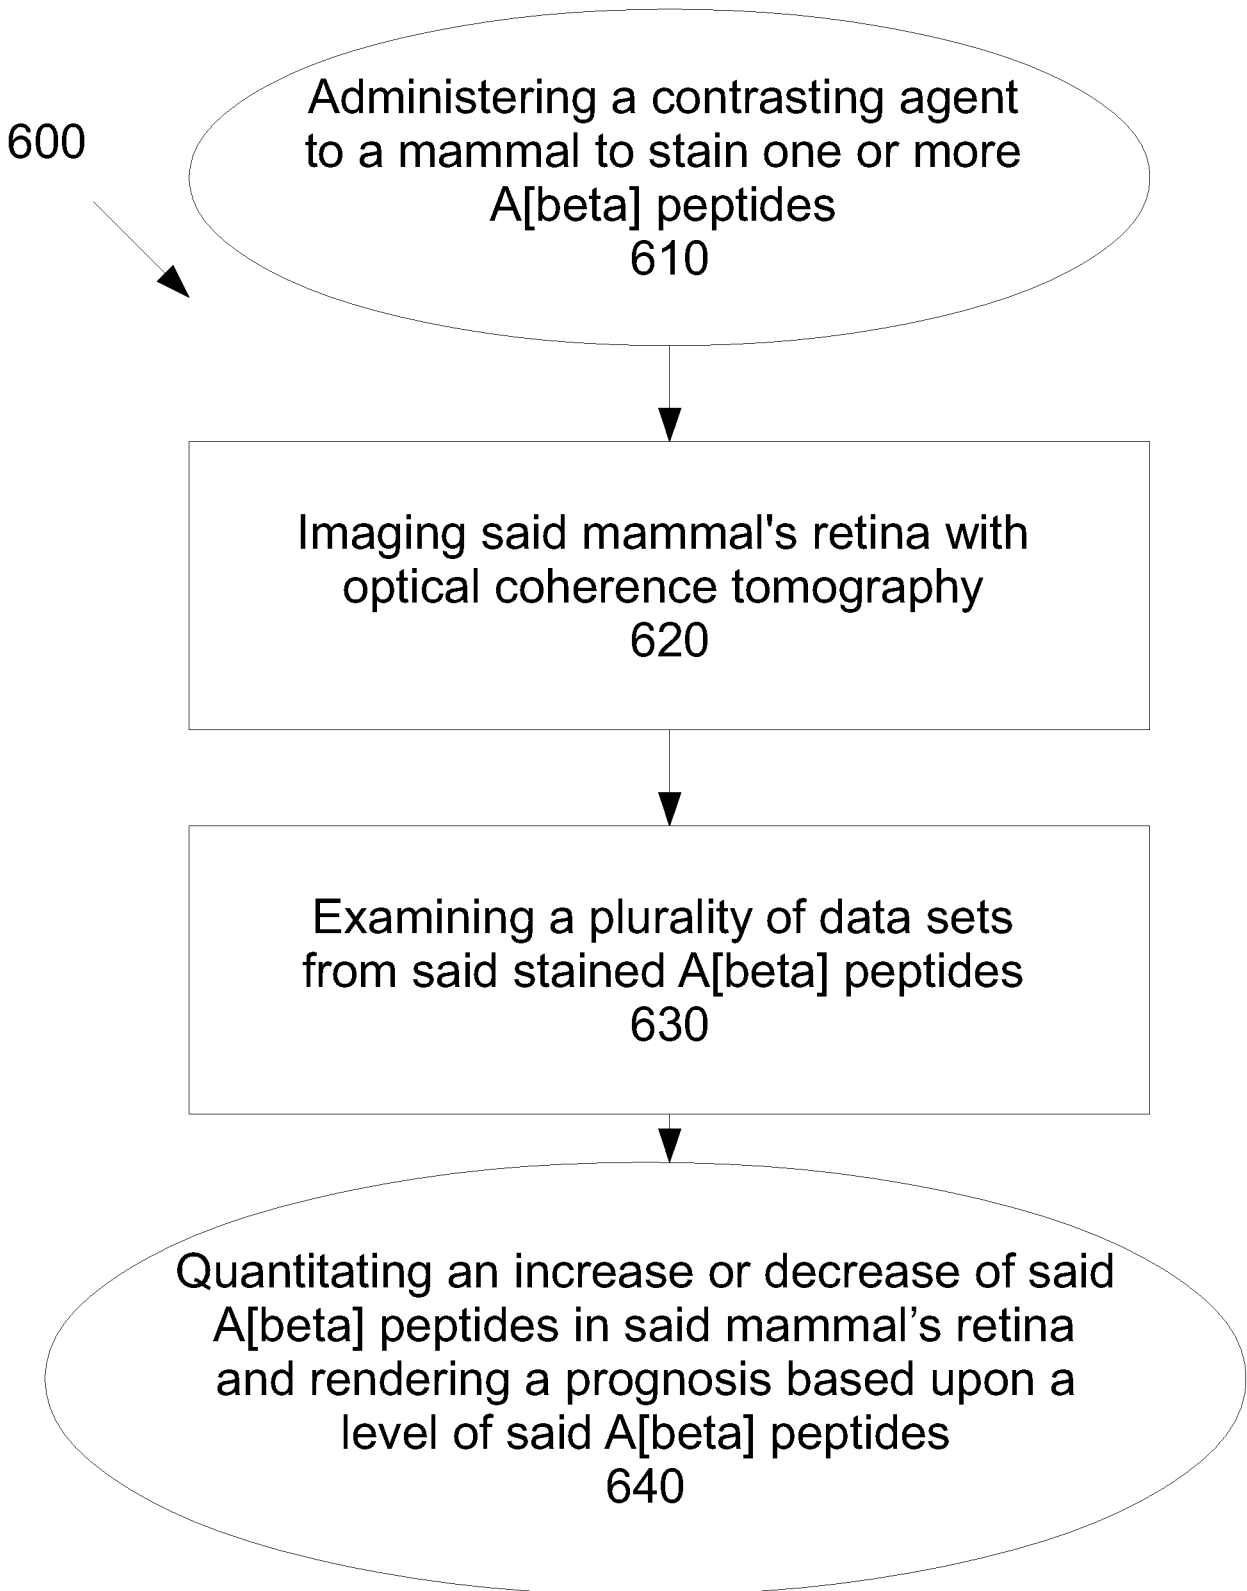 600
Administering a contrasting agent
to a mammal to stain one or more
A[beta] peptides
610
Imaging said mammal's retina with
optical coherence tomography
620
Examining a plurality of data sets
from said stained A[beta] peptides
630
Quantitating an increase or decrease of said
A[beta] peptides in said mammal’s retina
and rendering a prognosis based upon a
level of said A[beta] peptides
640